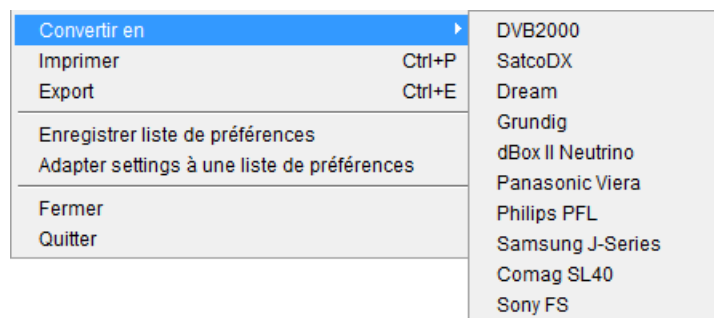 Convertir en
Imprimer Ctrl+P
Export Ctrl+E
Enregistrer liste de préférences
Adapter settings à une liste de préférences
Fermer
Quitter
DVB2000
SatcoDX
Dream
Grundig
dBox II Neutrino
Panasonic Viera
Philips PFL
Samsung J-Series
Comag SL40
Sony FS